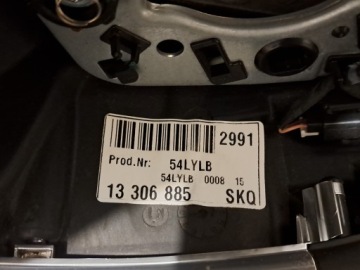 2991
Prod.Nr: 54LYLB
54LYLB 0008 15
13 306 885 SKQ